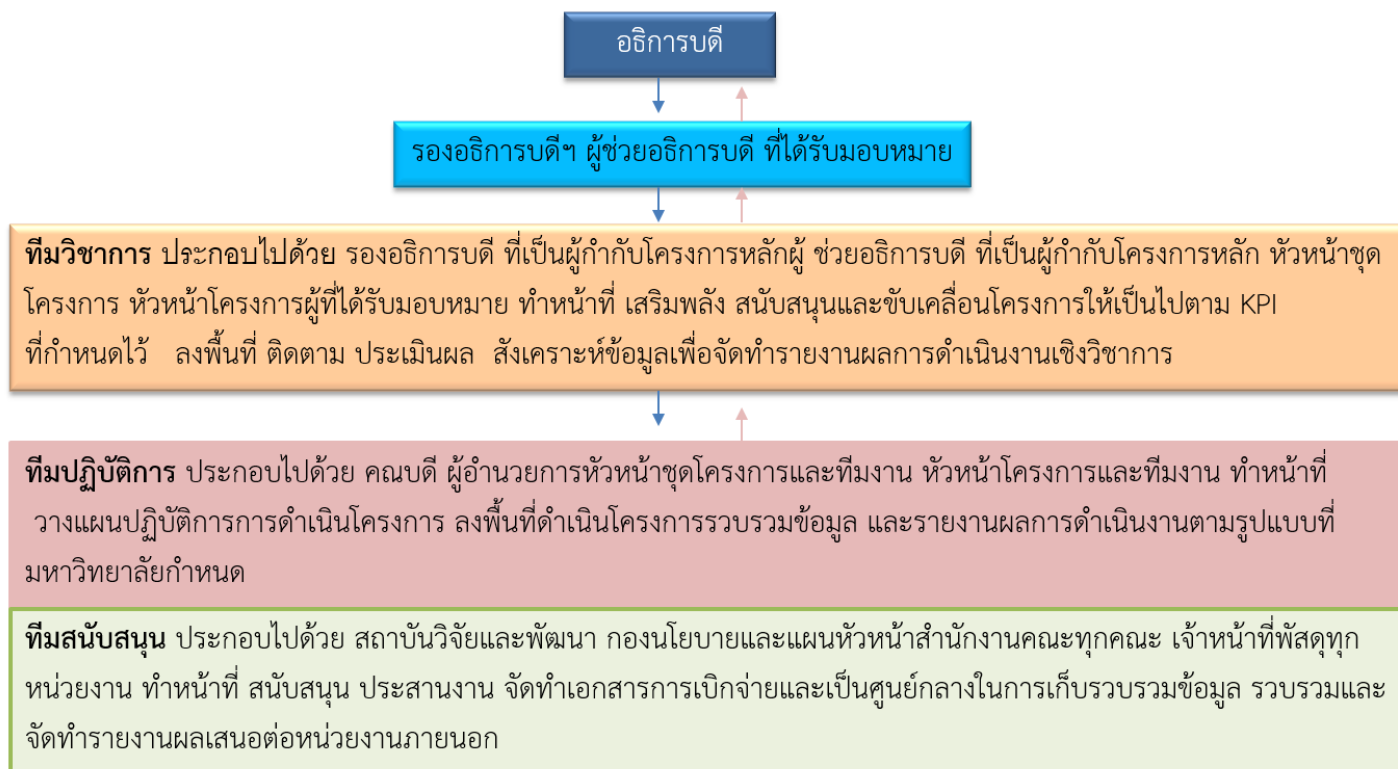 อธิการบดี
รองอธิการบดีฯ ผู้ช่วยอธิการบดี ที่ได้รับมอบหมาย
ทีมวิชาการ ประกอบไปด้วย รองอธิการบดี ที่เป็นผู้กำกับโครงการหลักผู้ ช่วยอธิการบดี ที่เป็นผู้กำกับโครงการหลัก หัวหน้าชุด
โครงการ หัวหน้าโครงการผู้ที่ได้รับมอบหมาย ทำหน้าที่ เสริมพลัง สนับสนุนและขับเคลื่อนโครงการให้เป็นไปตาม KPI
ที่กำหนดไว้ ลงพื้นที่ ติดตาม ประเมินผล สังเคราะห์ข้อมูลเพื่อจัดทำรายงานผลการดำเนินงานเชิงวิชาการ
ทีมปฏิบัติการ ประกอบไปด้วย คณบดี ผู้อำนวยการหัวหน้าชุดโครงการและทีมงาน หัวหน้าโครงการและทีมงาน ทำหน้าที่
วางแผนปฏิบัติการการดำเนินโครงการ ลงพื้นที่ดำเนินโครงการรวบรวมข้อมูล และรายงานผลการดำเนินงานตามรูปแบบที่
มหาวิทยาลัยกำหนด
ทีมสนับสนุน ประกอบไปด้วย สถาบันวิจัยและพัฒนา กองนโยบายและแผนหัวหน้าสำนักงานคณะทุกคณะ เจ้าหน้าที่พัสดุทุก
หน่วยงาน ทำหน้าที่ สนับสนุน ประสานงาน จัดทำเอกสารการเบิกจ่ายและเป็นศูนย์กลางในการเก็บรวบรวมข้อมูล รวบรวมและ
จัดทำรายงานผลเสนอต่อหน่วยงานภายนอก